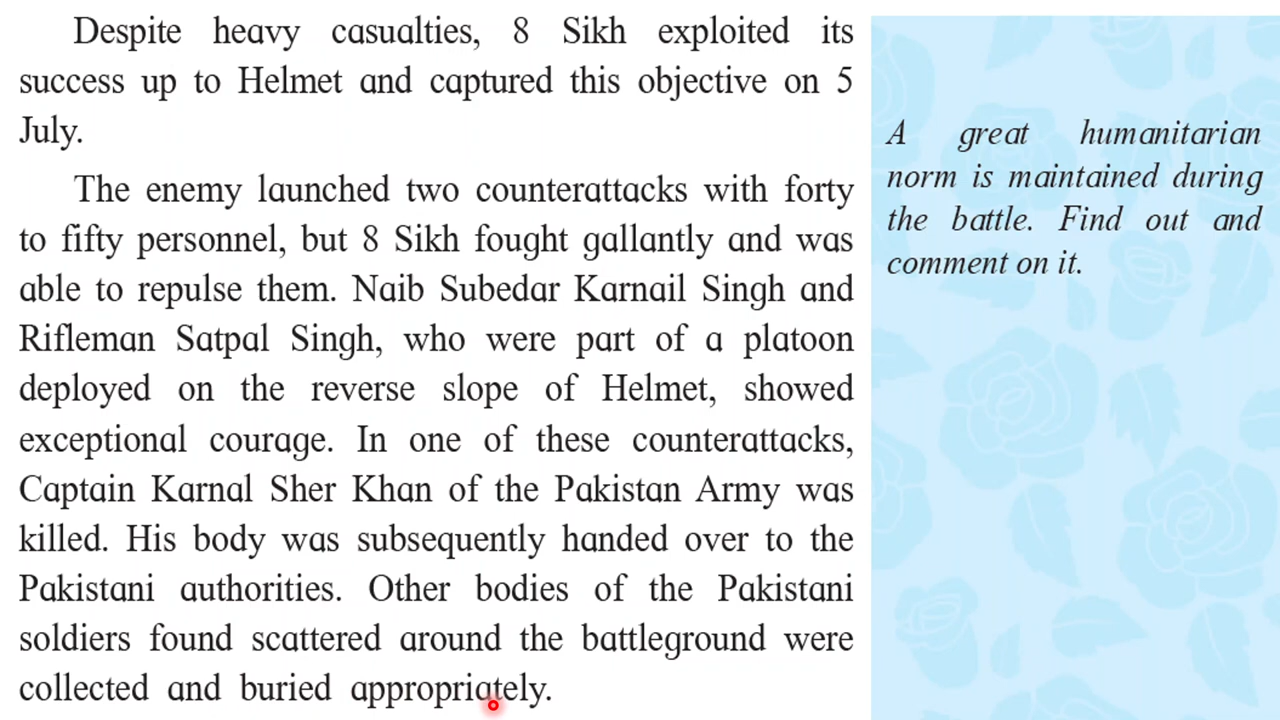 Despite heavy casualties, 8 Sikh exploited its
success up to Helmet and captured this objective on 5
July.
The enemy launched two counterattacks with forty
to fifty personnel, but 8 Sikh fought gallantly and was
able to repulse them. Naib Subedar Karnail Singh and
Rifleman Satpal Singh, who were part of a platoon
deployed on the reverse slope of Helmet, showed
exceptional courage. In one of these counterattacks,
Captain Karnal Sher Khan of the Pakistan Army was
killed. His body was subsequently handed over to the
Pakistani authorities. Other bodies of the Pakistani
soldiers found scattered around the battleground were
collected and buried appropriately.
A great humanitarian
norm is maintained during
the battle. Find out and
comment on it.